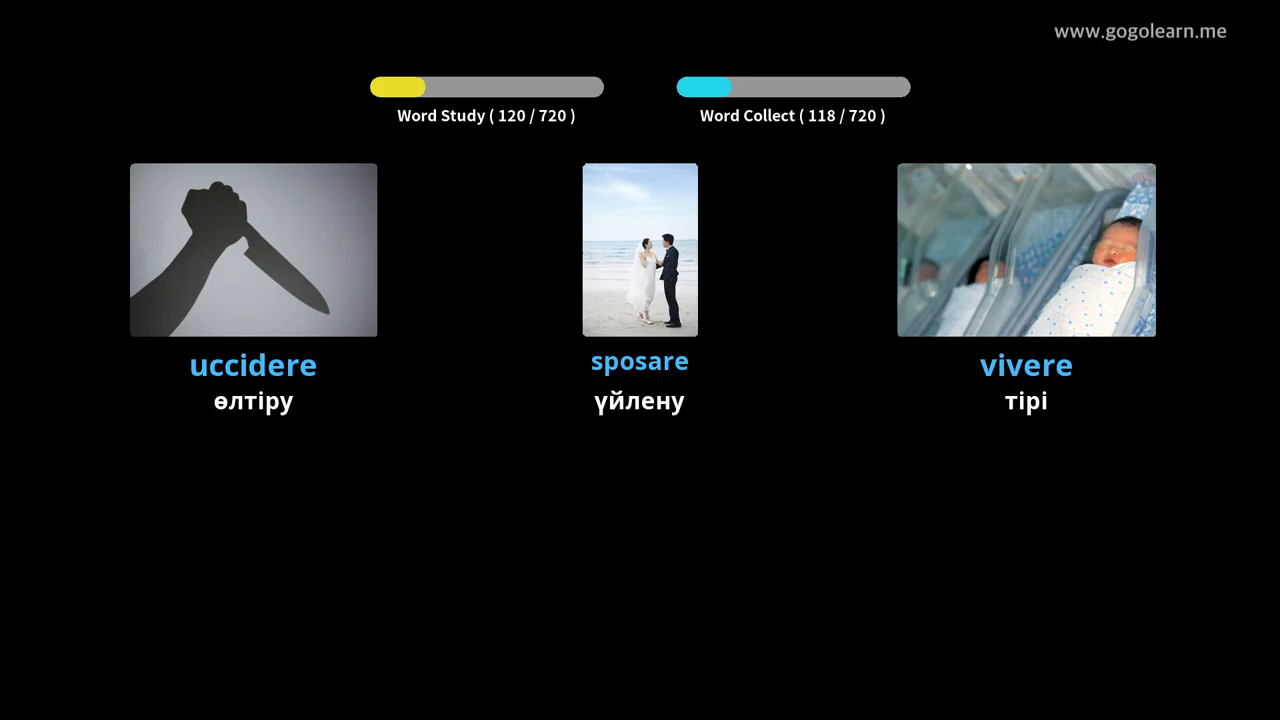 www.gogolearn.me
Word Study ( 120 / 720 )
Word Collect ( 118 / 720 )
uccidere
sposare
vivere
өлтіру
үйлену
тірі